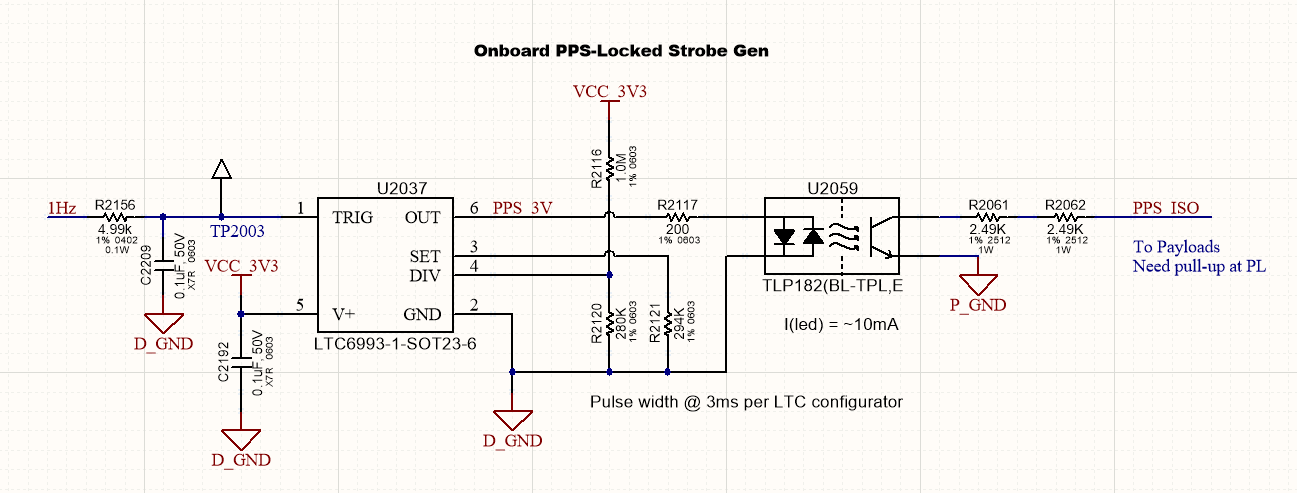 Onboard PPS-Locked Strobe Gen
VCC_3V3
R2116
1.0M
1% 0603
1Hz
R2156
4.99K
1% 0402
0.1W
TP2003
C2209
0.1uF, 50V
X7R 0603
D_GND
VCC_3V3
C2192
0.1uF, 50V
X7R 0603
D_GND
U2037
1
TRIG
OUT
6
PPS_3V
SET
3
DIV
4
5
V+
GND
2
LTC6993-1-SOT23-6
R2120
280K
1% 0603
R2121
294K
1% 0603
D_GND
R2117
200
1% 0603
U2059
TLP182(BL-TPL,E
I(led) = ~10mA
Pulse width @ 3ms per LTC configurator
R2061
2.49K
1% 2512
1W
R2062
2.49K
1% 2512
1W
PPS_ISO
To Payloads
Need pull-up at PL
P_GND